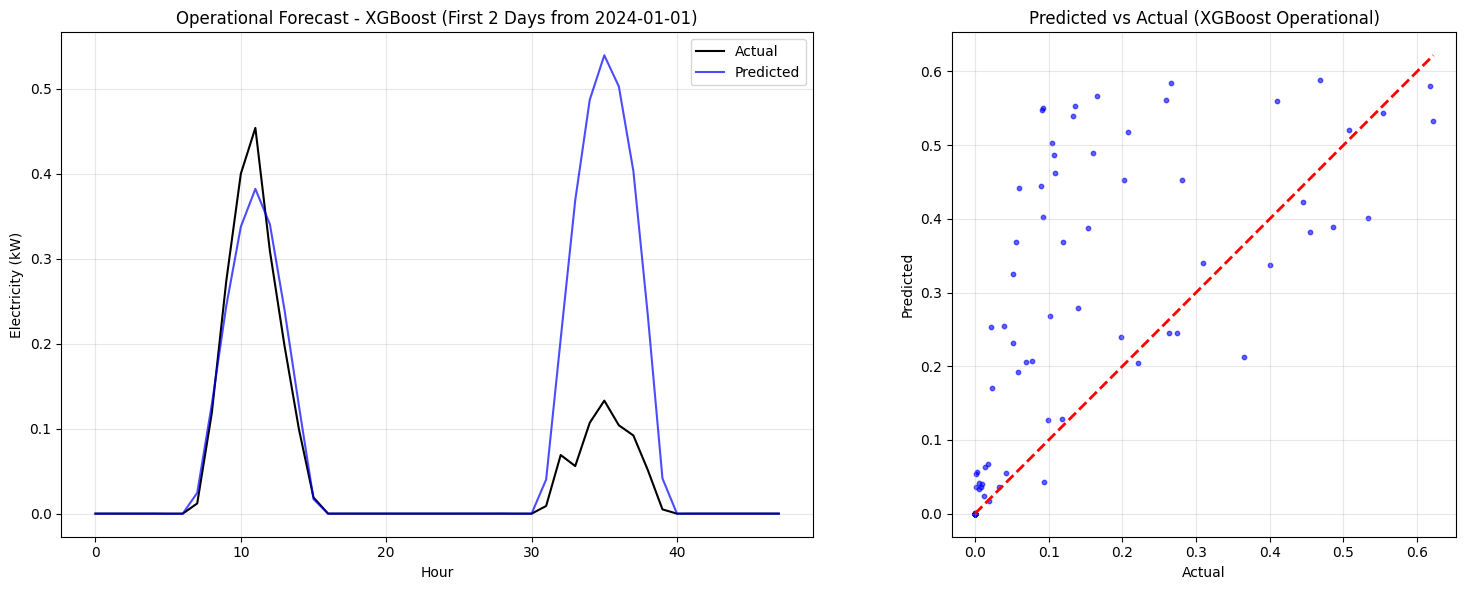 Operational Forecast - XGBoost (First 2 Days from 2024-01-01)
Actual
Predicted
Electricity (kW)
0.5
0.4
0.3
0.2
0.1
0.0
0 10 20 30 40
Hour
Predicted vs Actual (XGBoost Operational)
Predicted
0.6
0.5
0.4
0.3
0.2
0.1
0.0
0.0 0.1 0.2 0.3 0.4 0.5 0.6
Actual